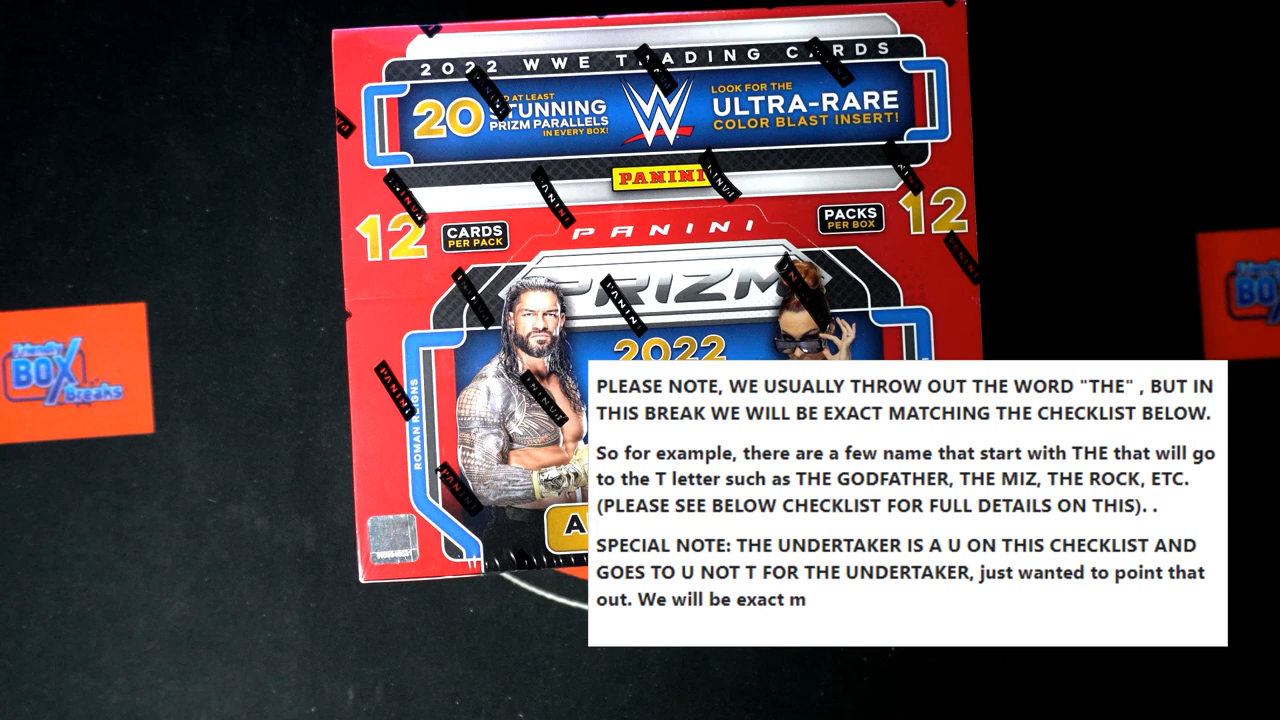 2022 WWE TRADING CARDS
20
AT LEAST
STUNNING
PRIZM PARALLELS
IN EVERY BOX!
W
LOOK FOR THE
ULTRA-RARE
COLOR BLAST INSERT!
PANINI
12
CARDS
PER PACK
PANINI
PACKS
PER BOX
12
PRIZM
2022
ROMAN REIGNS
A
Friendly
BOX
Breaks
BO
PLEASE NOTE, WE USUALLY THROW OUT THE WORD "THE" , BUT IN
THIS BREAK WE WILL BE EXACT MATCHING THE CHECKLIST BELOW.
So for example, there are a few name that start with THE that will go
to the T letter such as THE GODFATHER, THE MIZ, THE ROCK, ETC.
(PLEASE SEE BELOW CHECKLIST FOR FULL DETAILS ON THIS). .
SPECIAL NOTE: THE UNDERTAKER IS A U ON THIS CHECKLIST AND
GOES TO U NOT T FOR THE UNDERTAKER, just wanted to point that
out. We will be exact m